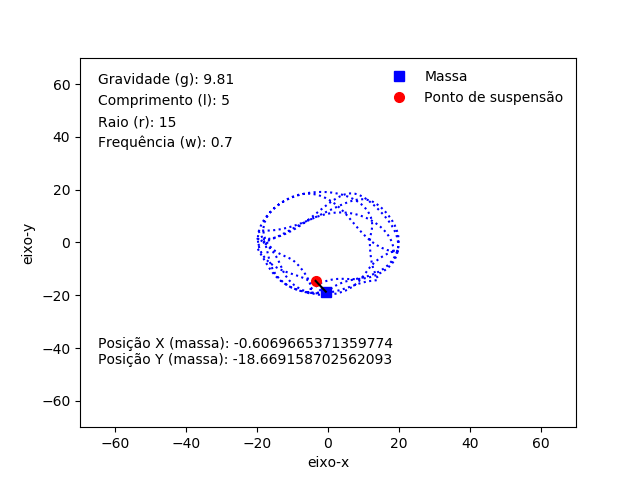 Gravidade (g): 9.81
Comprimento (l): 5
Raio (r): 15
Frequência (w): 0.7
Massa
Ponto de suspensão
60
40
20
0
−20
−40
−60
eixo-y
Posição X (massa): -0.6069665371359774
Posição Y (massa): -18.669158702562093
−60
−40
−20
0
20
40
60
eixo-x